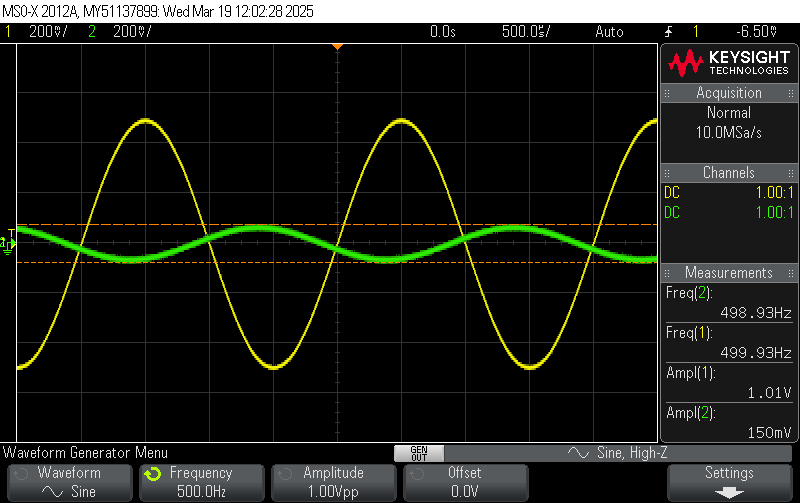 MSO-X 2012A, MY51137899: Wed Mar 19 12:02:28 2025
1 200▿/ 2 200▿/ 0.0s 500.0▿/ Auto 1 -6.50▿
KEYSIGHT
TECHNOLOGIES
Acquisition
Normal
10.0MSa/s
Channels
DC 1.00:1
DC 1.00:1
Measurements
Freq(2):
498.93Hz
Freq(1):
499.93Hz
Ampl(1):
1.01V
Ampl(2):
150mV
T
2
Waveform Generator Menu
GEN
OUT
Sine, High-Z
Waveform
Sine
Frequency
500.0Hz
Amplitude
1.00Vpp
Offset
0.0V
Settings